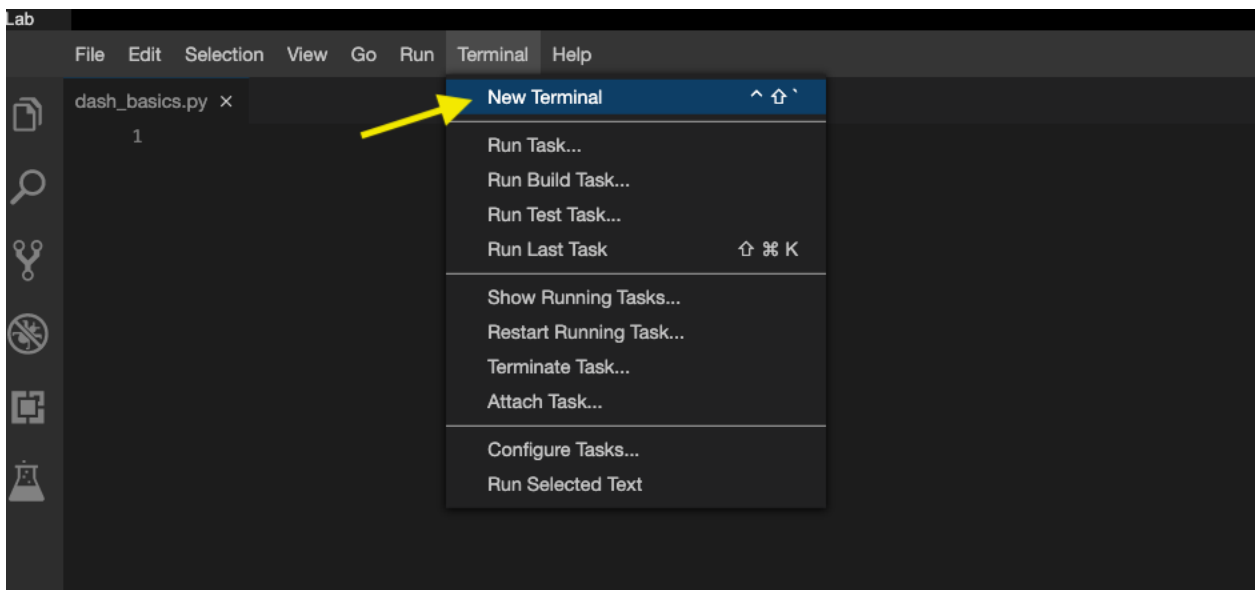 Lab
File Edit Selection View Go Run Terminal Help
dash_basics.py ×
1
New Terminal ^⇧`
Run Task...
Run Build Task...
Run Test Task...
Run Last Task ⇧⌘K
Show Running Tasks...
Restart Running Task...
Terminate Task...
Attach Task...
Configure Tasks...
Run Selected Text